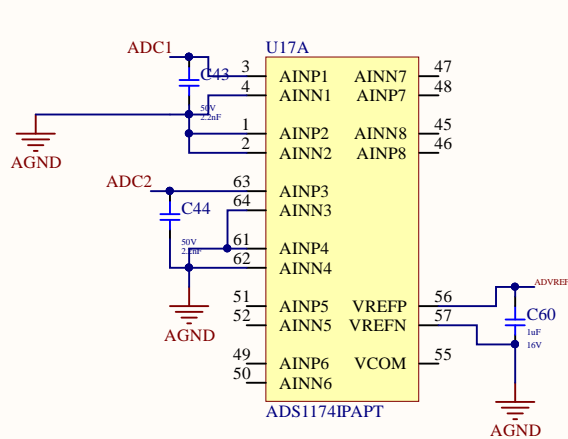 ADC1
U17A
C43
50V
2.2nF
3 AINP1 AINN7 47
4 AINN1 AINP7 48
1 AINP2 AINN8 45
2 AINN2 AINP8 46
AGND
ADC2
63 AINP3
64 AINN3
C44
50V
61 AINP4
62 AINN4
AGND
51 AINP5 VREFP 56
52 AINN5 VREFN 57
49 AINP6 VCOM 55
50 AINN6
ADVREF
C60
1uF
16V
AGND
ADS1174IPAPT